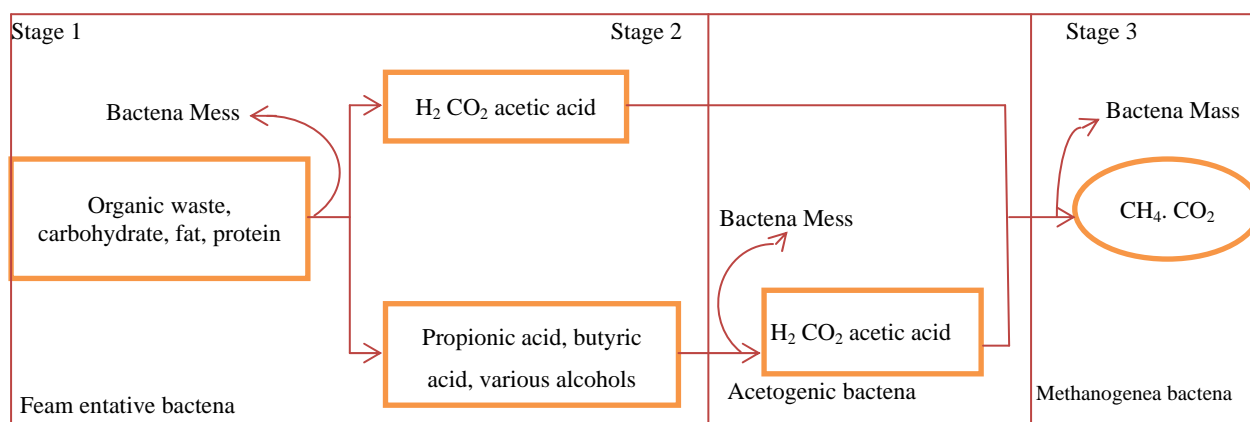 Stage 1
Stage 2
Stage 3
Bactena Mess
H₂ CO₂ acetic acid
Bactena Mass
Organic waste,
carbohydrate, fat, protein
Bactena Mess
CH₄. CO₂
Propionic acid, butyric
acid, various alcohols
H₂ CO₂ acetic acid
Feam entative bactena
Acetogenic bactena
Methanogenea bactena